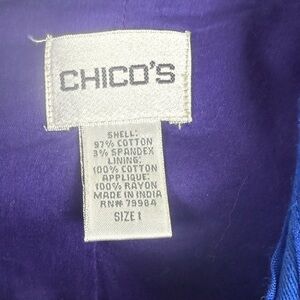 CHICO'S
SHELL:
97% COTTON
3% SPANDEX
LINING:
100% COTTON
APPLIQUE:
100% RAYON
MADE IN INDIA
RN# 79984
SIZE 1